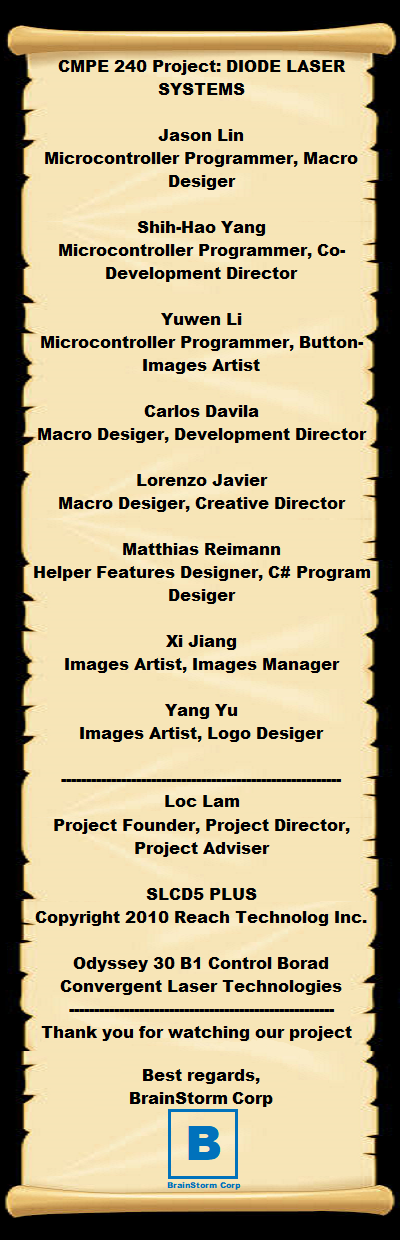 CMPE 240 Project: DIODE LASER
SYSTEMS
Jason Lin
Microcontroller Programmer, Macro
Desiger
Shih-Hao Yang
Microcontroller Programmer, Co-
Development Director
Yuwen Li
Microcontroller Programmer, Button-
Images Artist
Carlos Davila
Macro Desiger, Development Director
Lorenzo Javier
Macro Desiger, Creative Director
Matthias Reimann
Helper Features Designer, C# Program
Desiger
Xi Jiang
Images Artist, Images Manager
Yang Yu
Images Artist, Logo Desiger
--------------------------------------------------------
Loc Lam
Project Founder, Project Director,
Project Adviser
SLCD5 PLUS
Copyright 2010 Reach Technolog Inc.
Odyssey 30 B1 Control Borad
Convergent Laser Technologies
-----------------------------------------------------
Thank you for watching our project
Best regards,
BrainStorm Corp
B
BrainStorm Corp